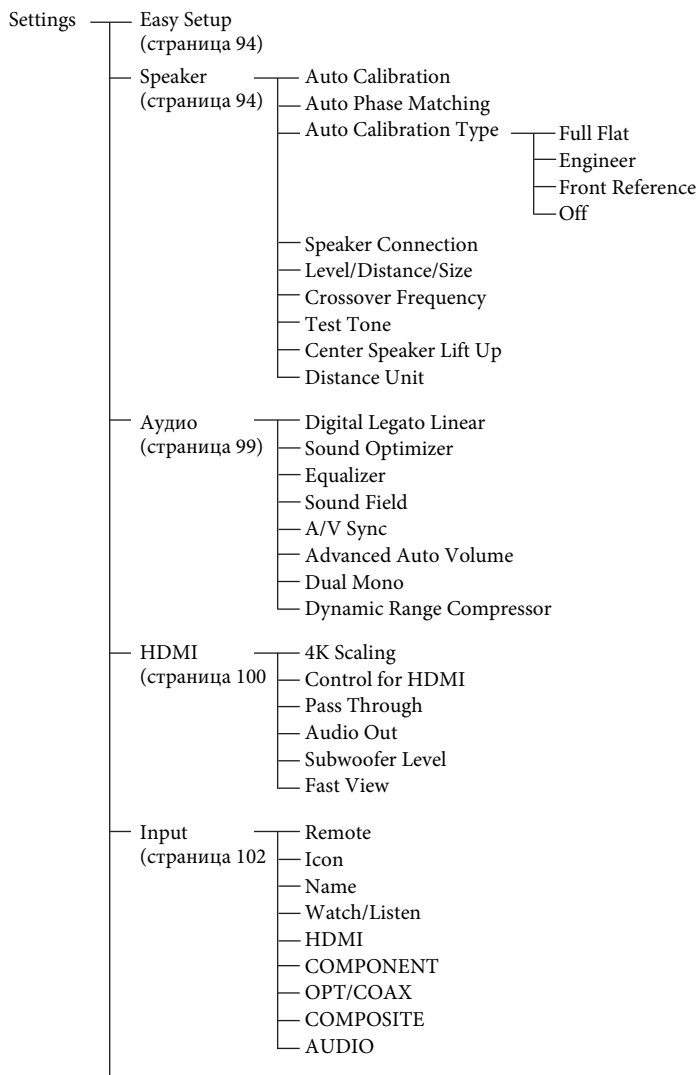 Settings
Easy Setup
(страница 94)
Speaker
(страница 94)
Auto Calibration
Auto Phase Matching
Auto Calibration Type
Full Flat
Engineer
Front Reference
Off
Speaker Connection
Level/Distance/Size
Crossover Frequency
Test Tone
Center Speaker Lift Up
Distance Unit
Аудио
(страница 99)
Digital Legato Linear
Sound Optimizer
Equalizer
Sound Field
A/V Sync
Advanced Auto Volume
Dual Mono
Dynamic Range Compressor
HDMI
(страница 100
4K Scaling
Control for HDMI
Pass Through
Audio Out
Subwoofer Level
Fast View
Input
(страница 102
Remote
Icon
Name
Watch/Listen
HDMI
COMPONENT
OPT/COAX
COMPOSITE
AUDIO